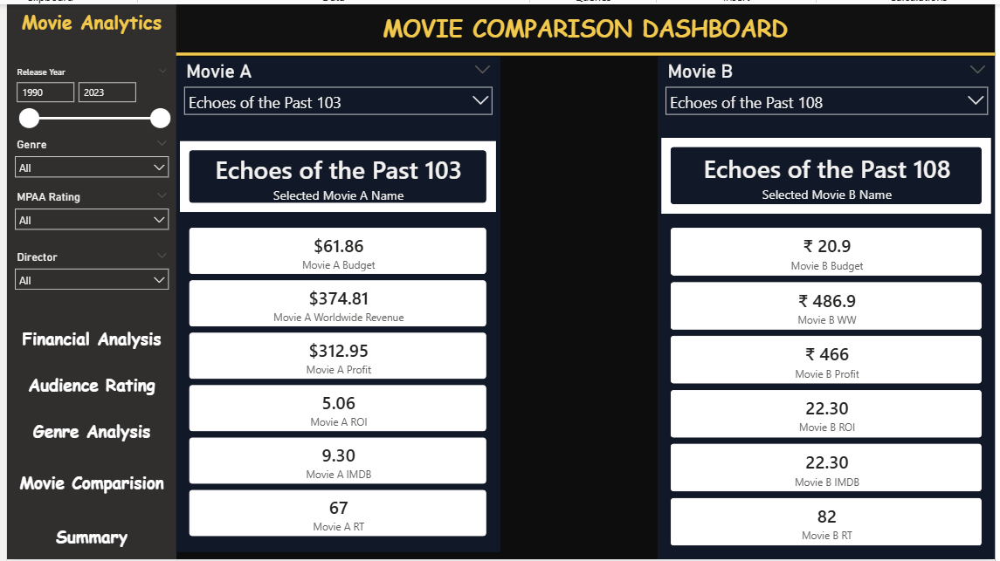 Movie Analytics
MOVIE COMPARISON DASHBOARD
Release Year
1990
2023
Genre
All
MPAA Rating
All
Director
All
Financial Analysis
Audience Rating
Genre Analysis
Movie Comparision
Summary
Movie A
Echoes of the Past 103
Echoes of the Past 103
Selected Movie A Name
$61.86
Movie A Budget
$374.81
Movie A Worldwide Revenue
$312.95
Movie A Profit
5.06
Movie A ROI
9.30
Movie A IMDB
67
Movie A RT
Movie B
Echoes of the Past 108
Echoes of the Past 108
Selected Movie B Name
₹ 20.9
Movie B Budget
₹ 486.9
Movie B WW
₹ 466
Movie B Profit
22.30
Movie B ROI
22.30
Movie B IMDB
82
Movie B RT